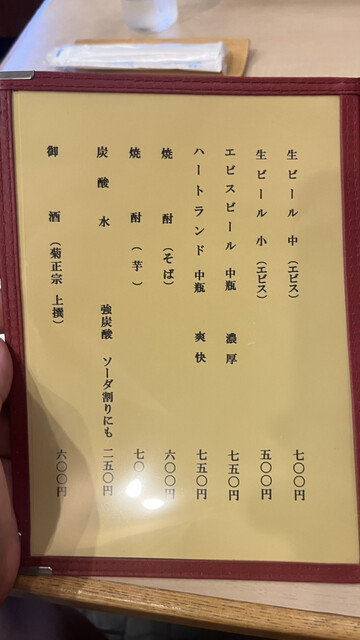 生ビール 中 (エビス) 七〇〇円
生ビール 小 (エビス) 五〇〇円
エビスビール 中瓶 濃厚 七五〇円
ハートランド 中瓶 爽快 七五〇円
焼酎 (そば) 六〇〇円
焼酎 (芋) 七〇
炭酸水 強炭酸 ソーダ割りにも 二五〇円
御酒 (菊正宗 上撰) 六〇〇円